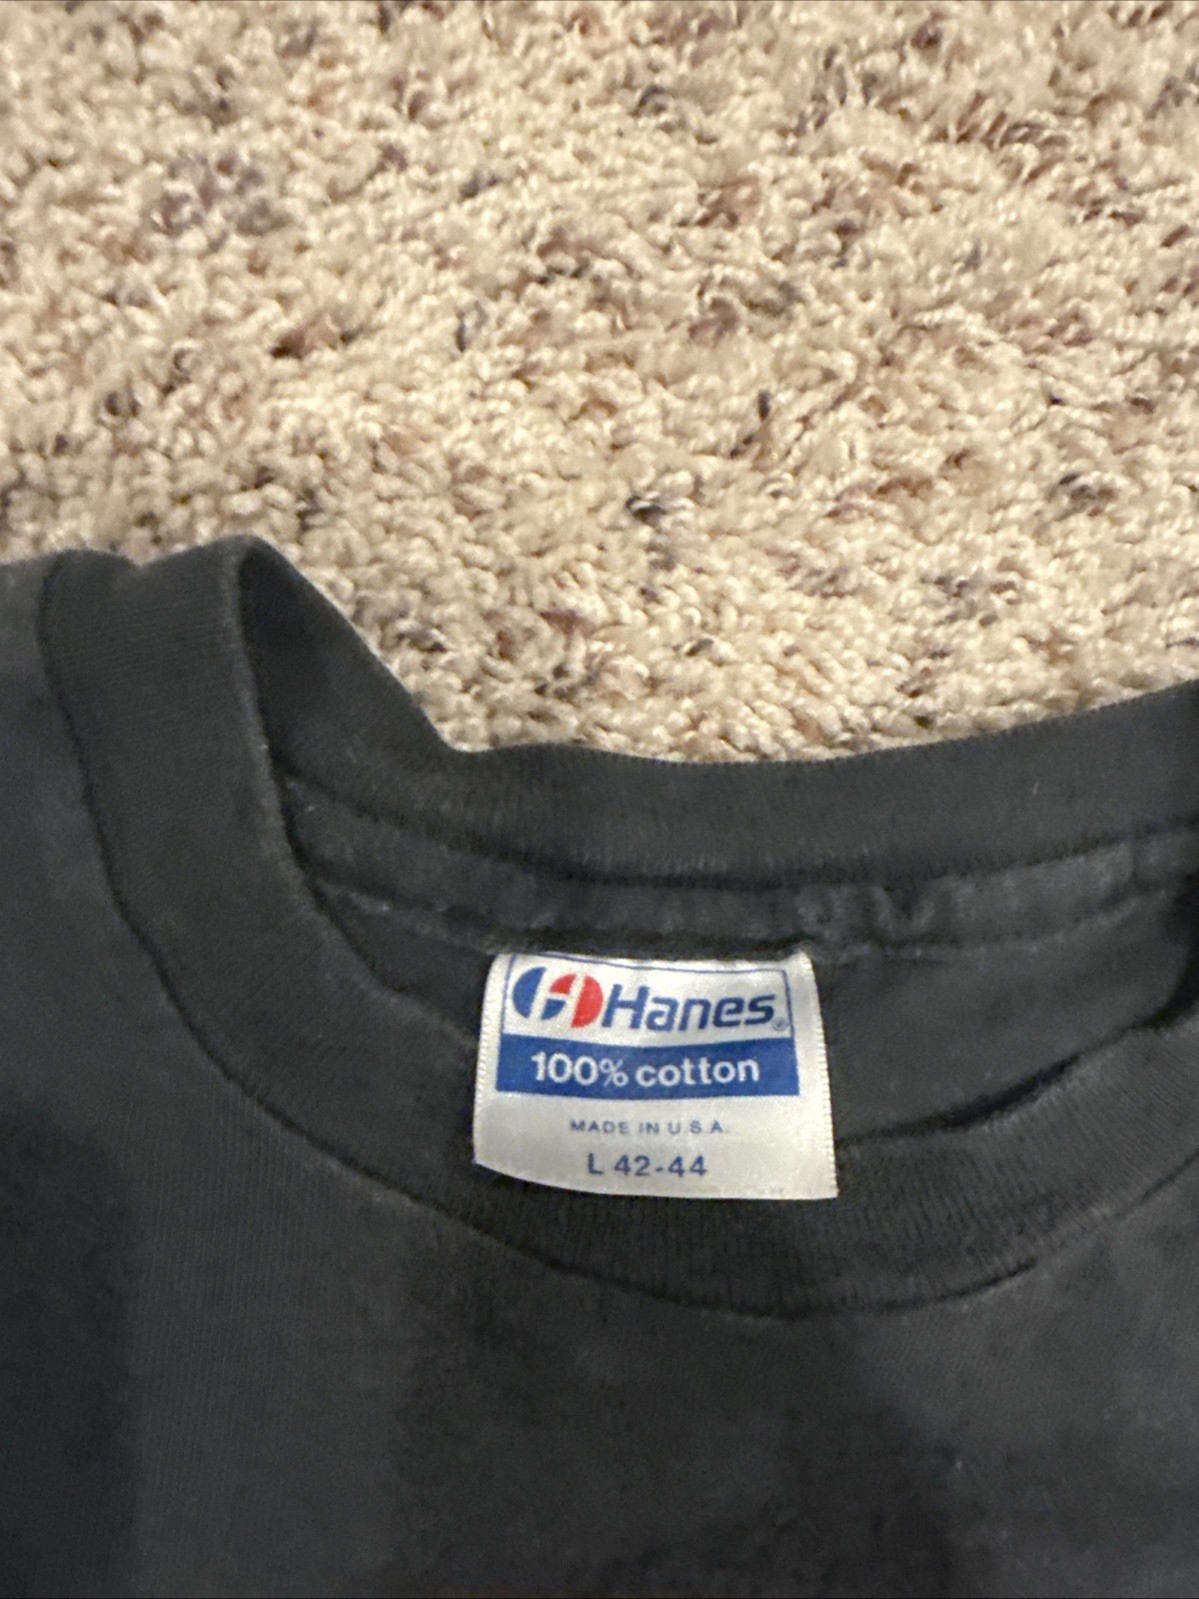 Hanes®
100% cotton
MADE IN U.S.A.
L 42-44